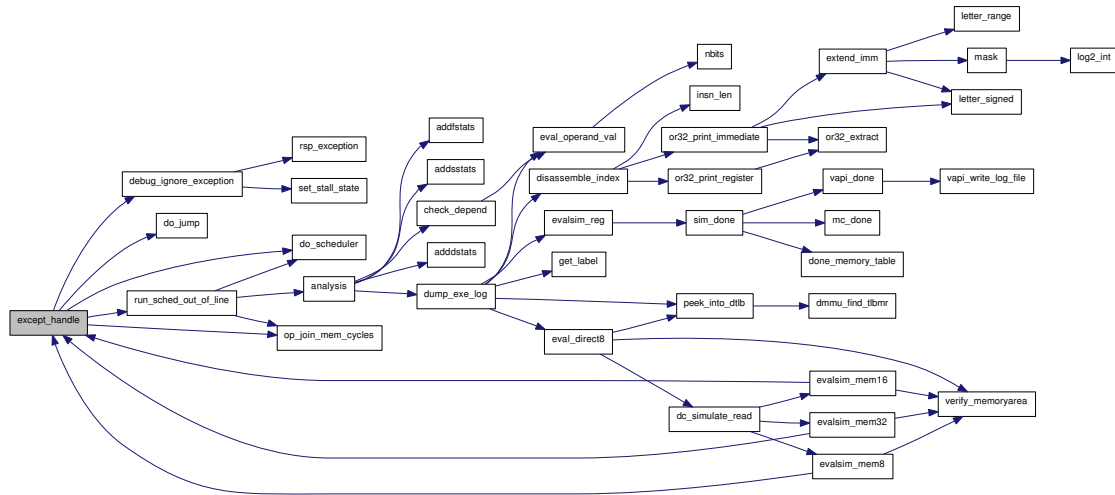 letter_range
nbits
extend_imm
mask
log2_int
insn_len
letter_signed
addfstats
eval_operand_val
or32_print_immediate
or32_extract
rsp_exception
addsstats
debug_ignore_exception
disassemble_index
or32_print_register
vapi_done
vapi_write_log_file
set_stall_state
check_depend
do_jump
evalsim_reg
sim_done
mc_done
do_scheduler
adddstats
get_label
done_memory_table
analysis
dump_exe_log
run_sched_out_of_line
peek_into_dtlb
dmmu_find_tlbmr
except_handle
op_join_mem_cycles
eval_direct8
evalsim_mem16
verify_memoryarea
dc_simulate_read
evalsim_mem32
evalsim_mem8